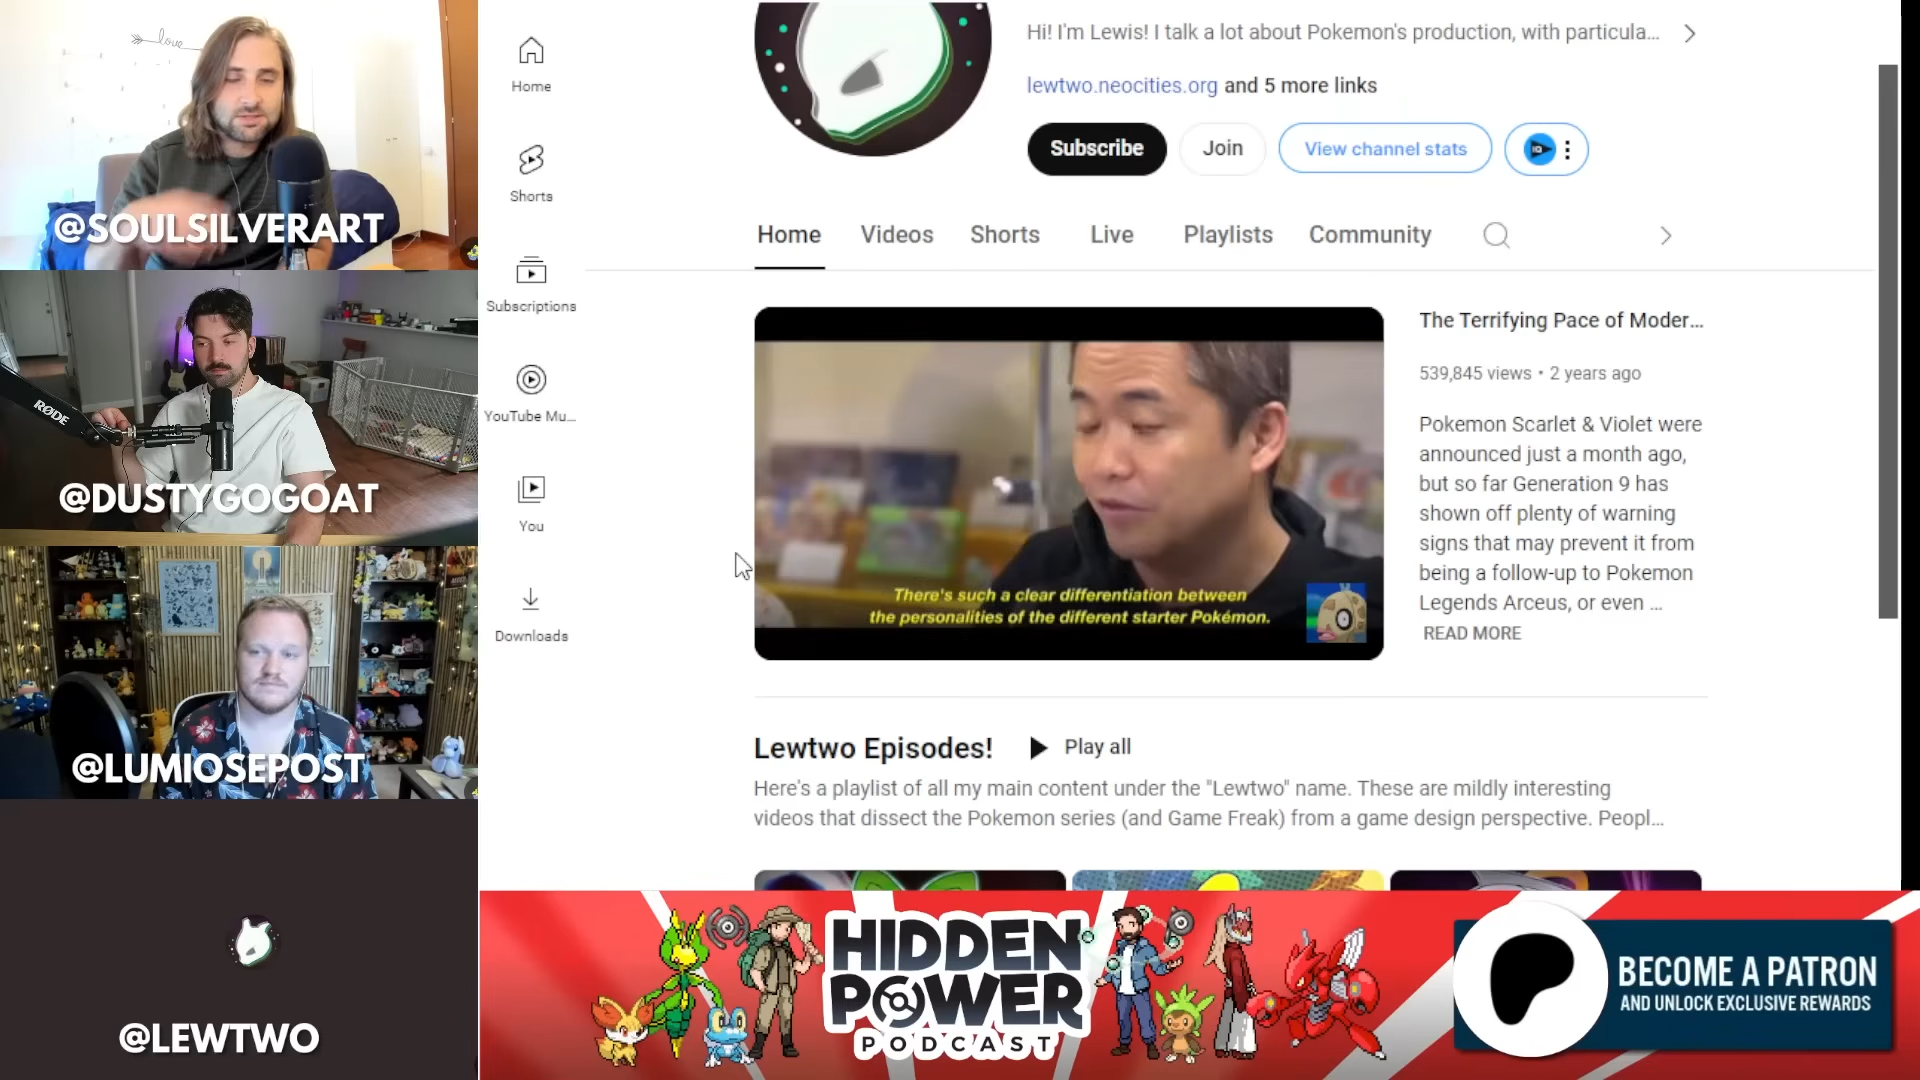 love
@SOULSILVERART
RØDE
@DUSTYGOGOAT
@LUMIOSEPOST
@LEWTWO
Home
Shorts
Subscriptions
YouTube Mu...
You
Downloads
Hi! I'm Lewis! I talk a lot about Pokemon's production, with particula...
lewtwo.neocities.org and 5 more links
Subscribe
Join
View channel stats
Home
Videos
Shorts
Live
Playlists
Community
There's such a clear differentiation between
the personalities of the different starter Pokémon.
The Terrifying Pace of Moder...
539,845 views • 2 years ago
Pokemon Scarlet & Violet were
announced just a month ago,
but so far Generation 9 has
shown off plenty of warning
signs that may prevent it from
being a follow-up to Pokemon
Legends Arceus, or even ...
READ MORE
Lewtwo Episodes!
Play all
Here's a playlist of all my main content under the "Lewtwo" name. These are mildly interesting
videos that dissect the Pokemon series (and Game Freak) from a game design perspective. Peopl...
HIDDEN
POWER
PODCAST
BECOME A PATRON
AND UNLOCK EXCLUSIVE REWARDS